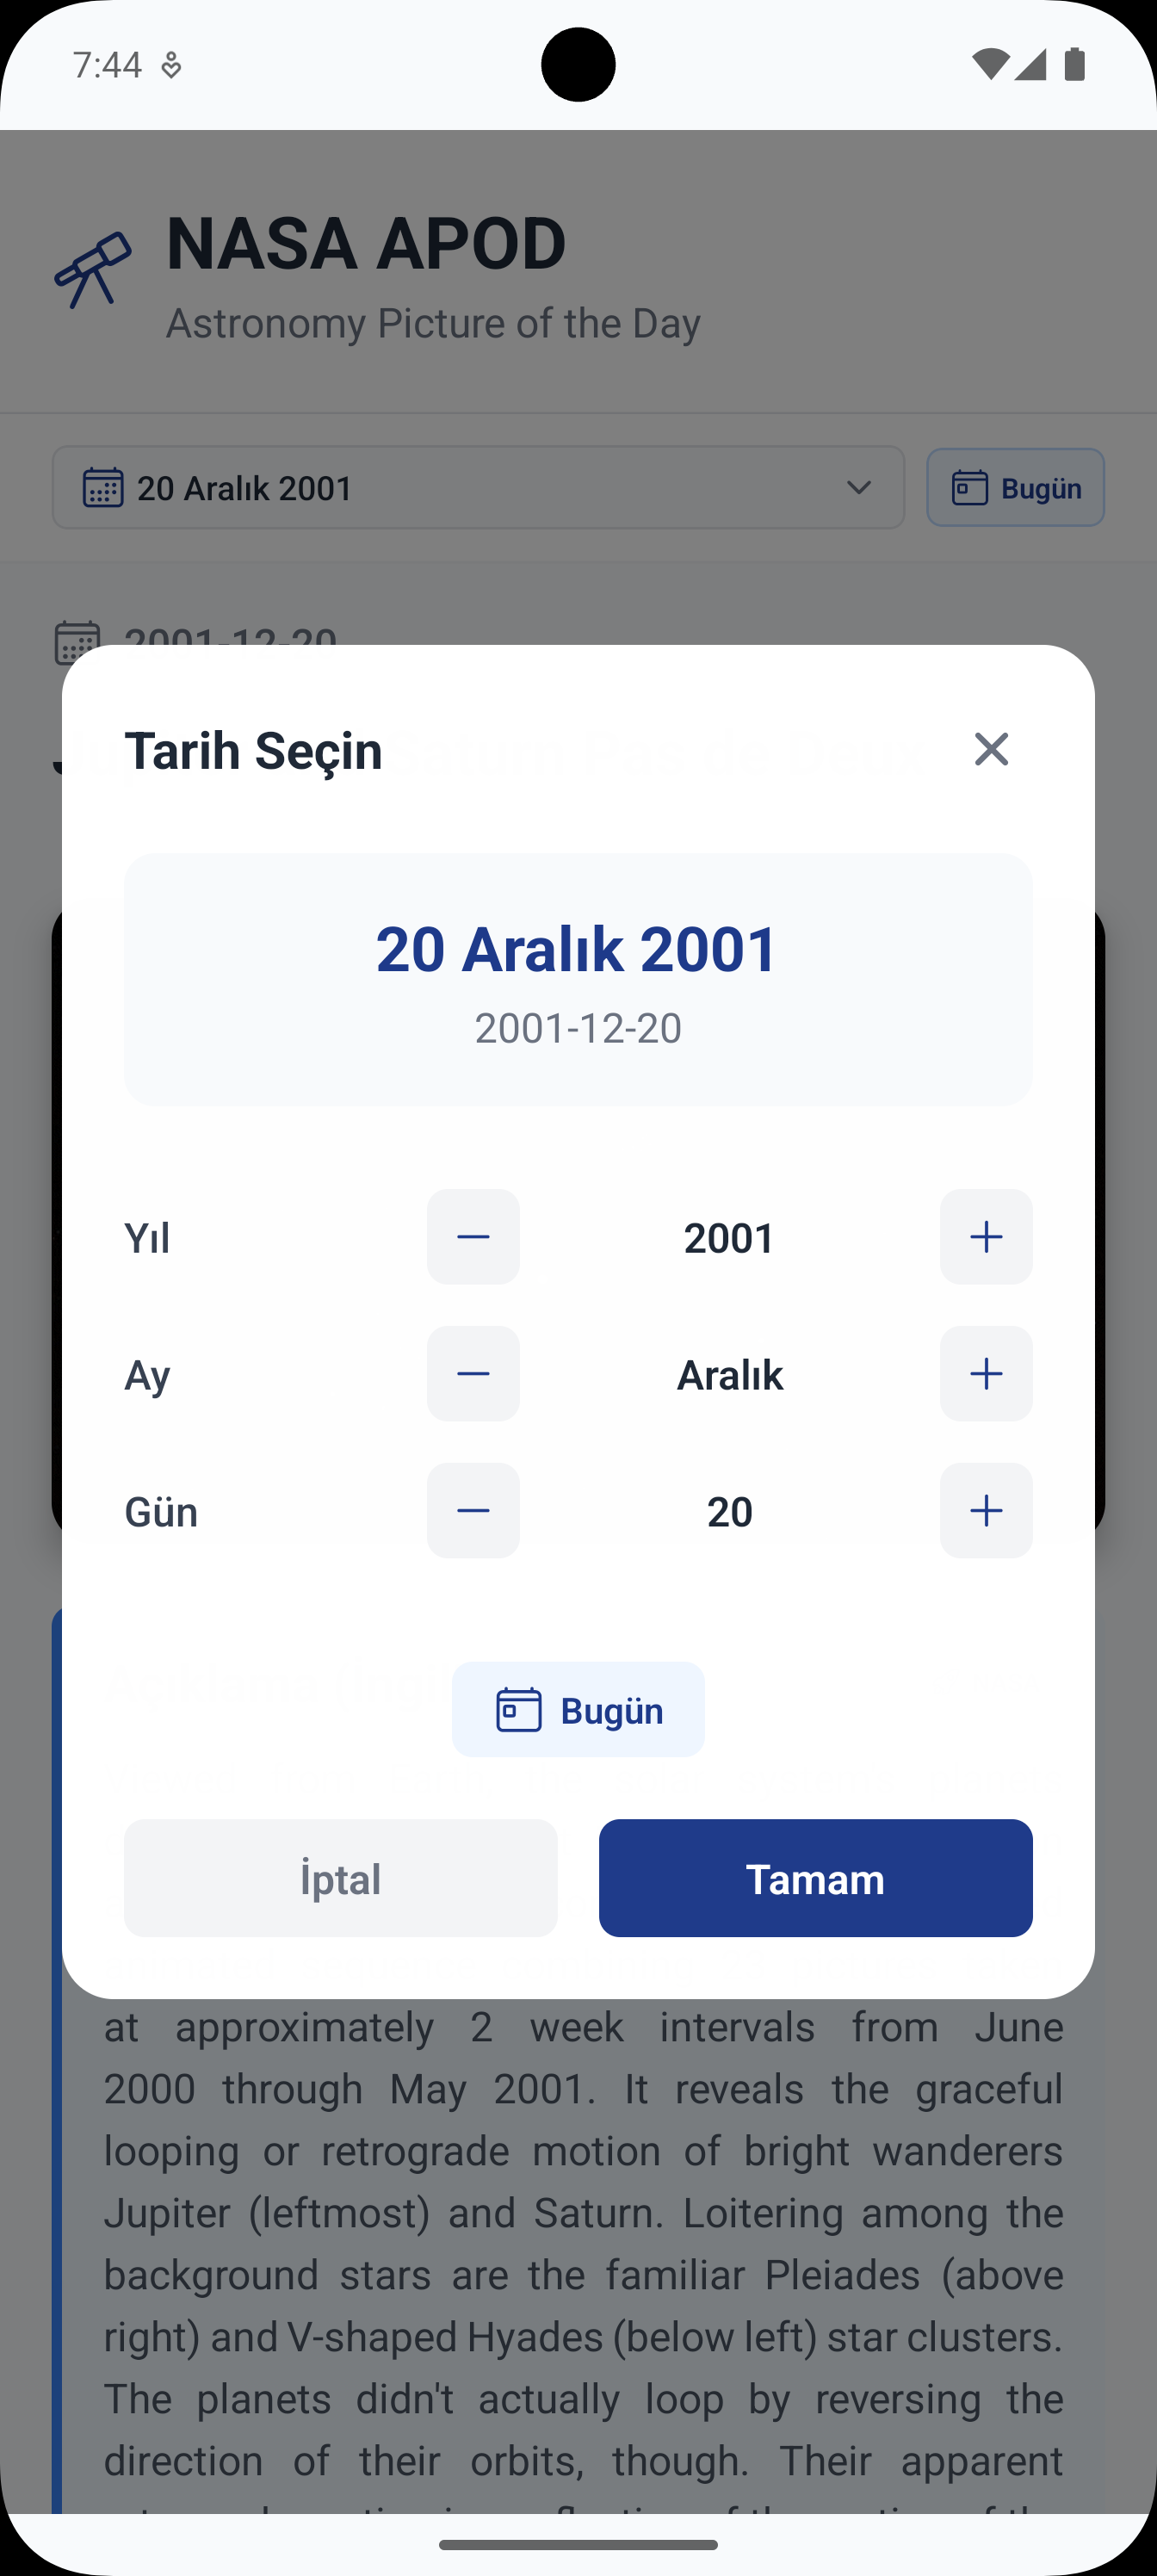 7:44
NASA APOD
Astronomy Picture of the Day
20 Aralık 2001
Bugün
2001-12-20
Tarih Seçin
20 Aralık 2001
2001-12-20
Yıl
2001
Ay
Aralık
Gün
20
Bugün
İptal
Tamam
at approximately 2 week intervals from June
2000 through May 2001. It reveals the graceful
looping or retrograde motion of bright wanderers
Jupiter (leftmost) and Saturn. Loitering among the
background stars are the familiar Pleiades (above
right) and V-shaped Hyades (below left) star clusters.
The planets didn't actually loop by reversing the
direction of their orbits, though. Their apparent